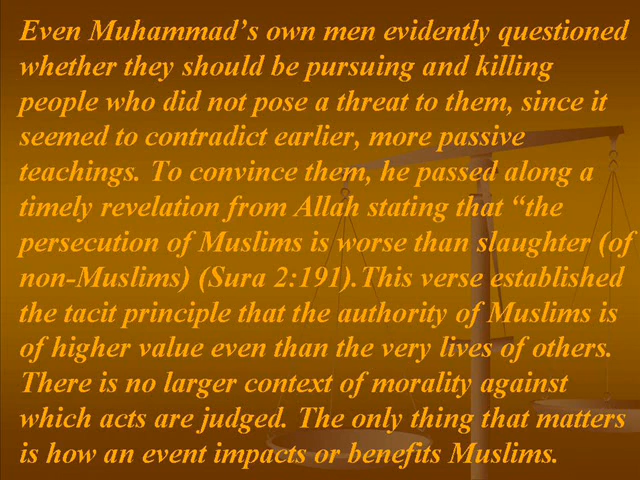 Even Muhammad’s own men evidently questioned
whether they should be pursuing and killing
people who did not pose a threat to them, since it
seemed to contradict earlier, more passive
teachings. To convince them, he passed along a
timely revelation from Allah stating that “the
persecution of Muslims is worse than slaughter (of
non-Muslims) (Sura 2:191).This verse established
the tacit principle that the authority of Muslims is
of higher value even than the very lives of others.
There is no larger context of morality against
which acts are judged. The only thing that matters
is how an event impacts or benefits Muslims.